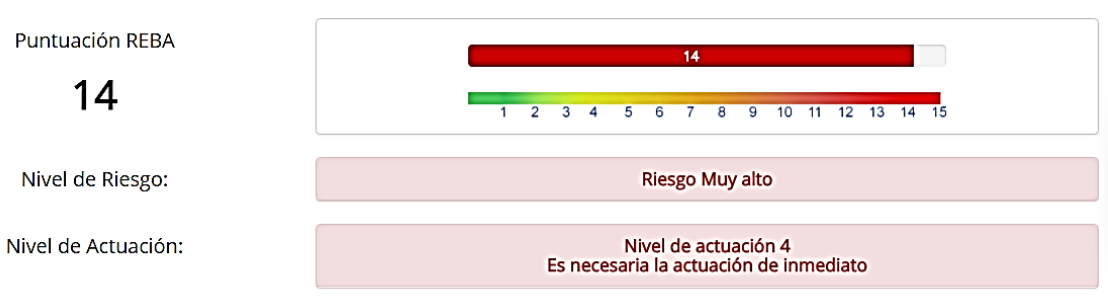 Puntuación REBA
14
14
1 2 3 4 5 6 7 8 9 10 11 12 13 14 15
Nivel de Riesgo:
Riesgo Muy alto
Nivel de Actuación:
Nivel de actuación 4
Es necesaria la actuación de inmediato